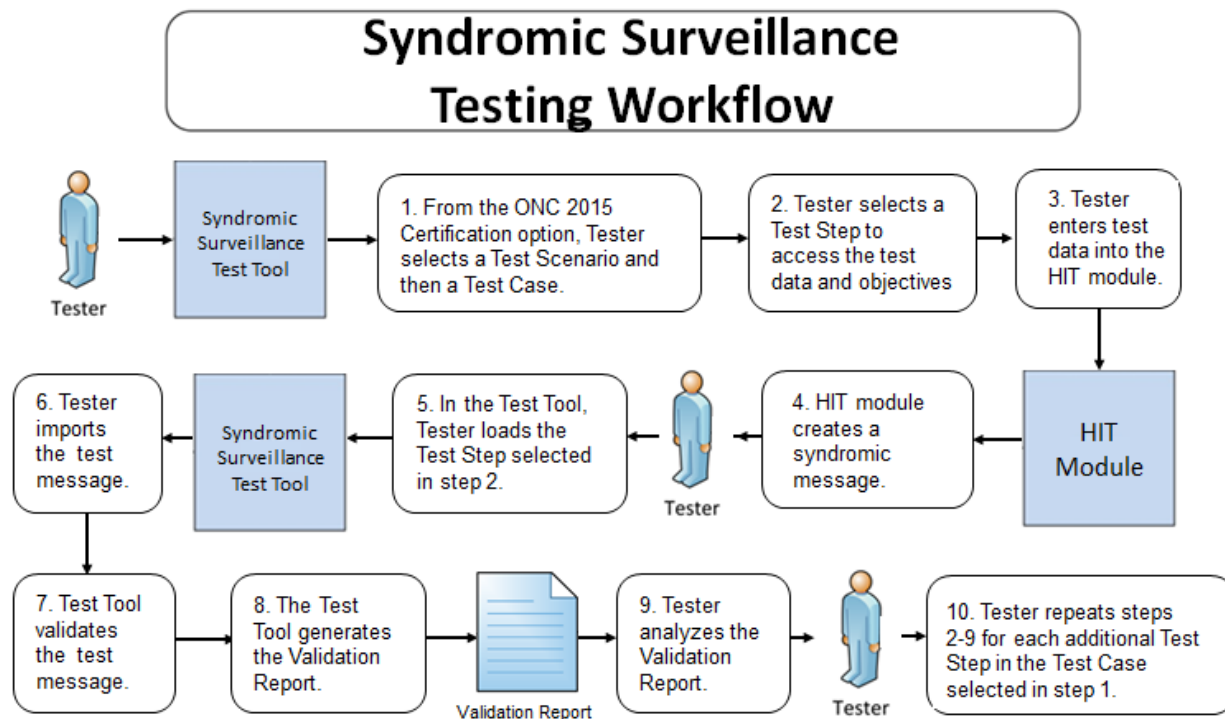 Syndromic Surveillance
Testing Workflow
Tester
Syndromic
Surveillance
Test Tool
1. From the ONC 2015
Certification option, Tester
selects a Test Scenario and
then a Test Case.
2. Tester selects a
Test Step to
access the test
data and objectives
3. Tester
enters test
data into the
HIT module.
HIT
Module
4. HIT module
creates a
syndromic
message.
Tester
5. In the Test Tool,
Tester loads the
Test Step selected
in step 2.
Syndromic
Surveillance
Test Tool
6. Tester
imports
the test
message.
7. Test Tool
validates
the test
message.
8. The Test
Tool generates
the Validation
Report.
Validation Report
9. Tester
analyzes the
Validation
Report.
Tester
10. Tester repeats steps
2-9 for each additional Test
Step in the Test Case
selected in step 1.